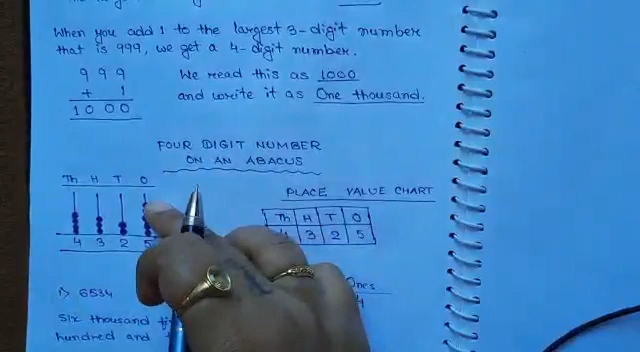 When you add 1 to the largest 3-digit number
that is 999, we get a 4-digit number.
9 9 9
+ 1
1 0 0 0
We read this as 1000
and write it as One thousand.
FOUR DIGIT NUMBER
ON AN ABACUS
Th H T O
4 3 2 5
PLACE VALUE CHART
Th H T O
4 3 2 5
Ones
4
i> 6534
Six thousand
hundred and